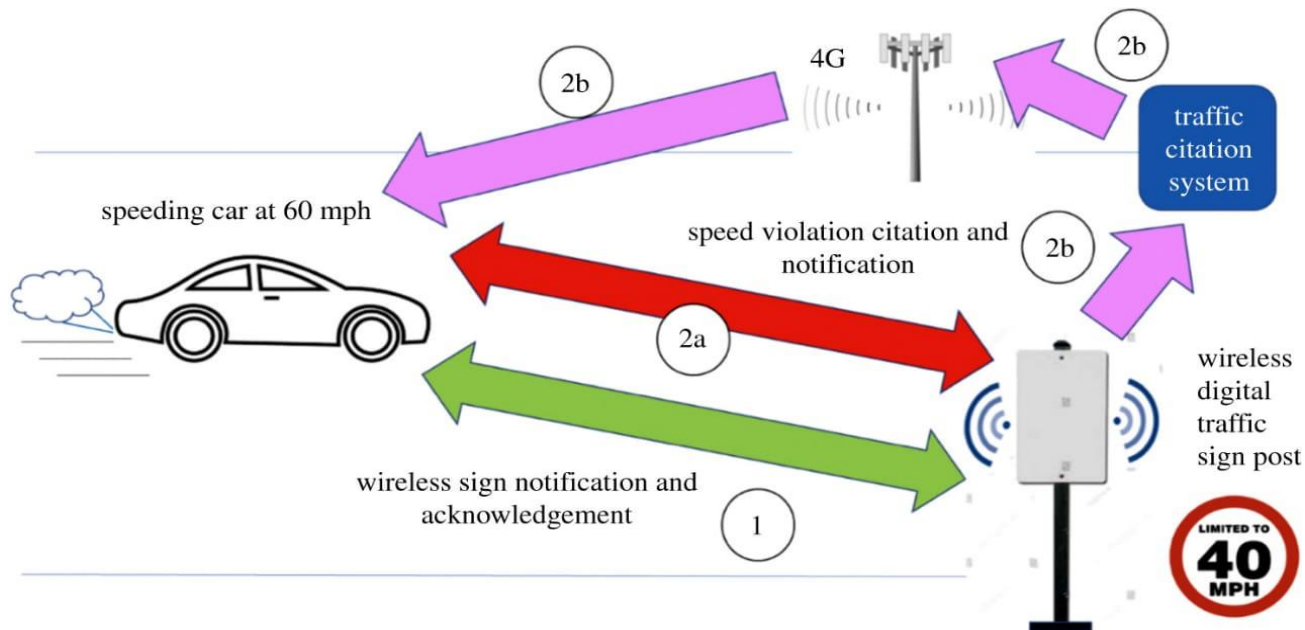 2b
4G
2b
traffic
citation
system
speeding car at 60 mph
speed violation citation and
notification
2b
2a
wireless
digital
traffic
sign post
wireless sign notification and
acknowledgement
1
LIMITED TO
40
MPH